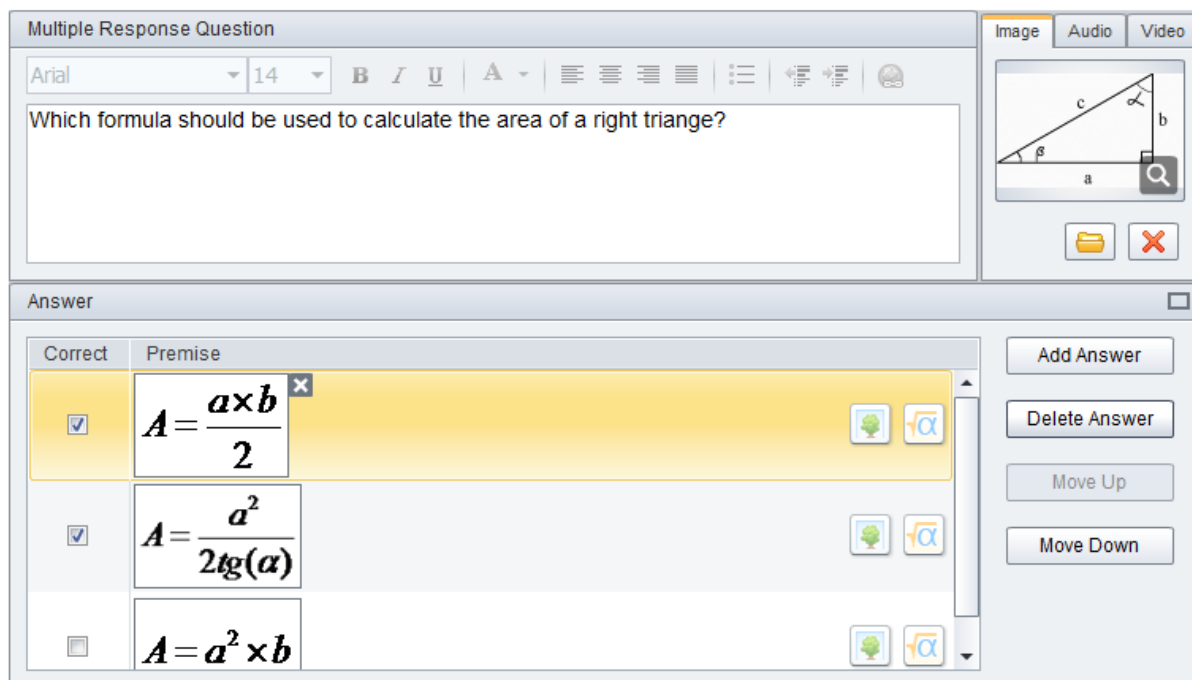 Multiple Response Question
Image Audio Video
Arial 14 B I U A
Which formula should be used to calculate the area of a right triange?
c α b
β
a
Answer
Correct Premise
Add Answer
A = a×b / 2
Delete Answer
Move Up
A = a² / 2tg(α)
Move Down
A = a² × b